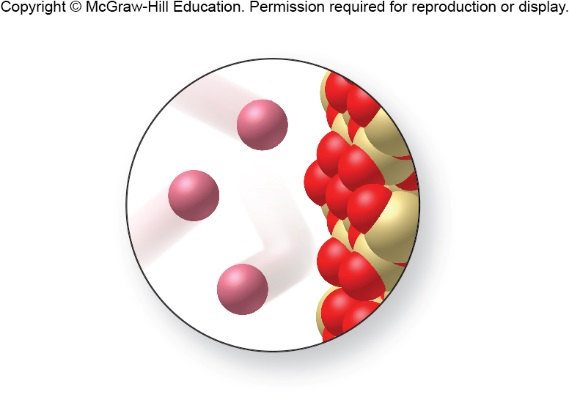 Copyright © McGraw-Hill Education. Permission required for reproduction or display.